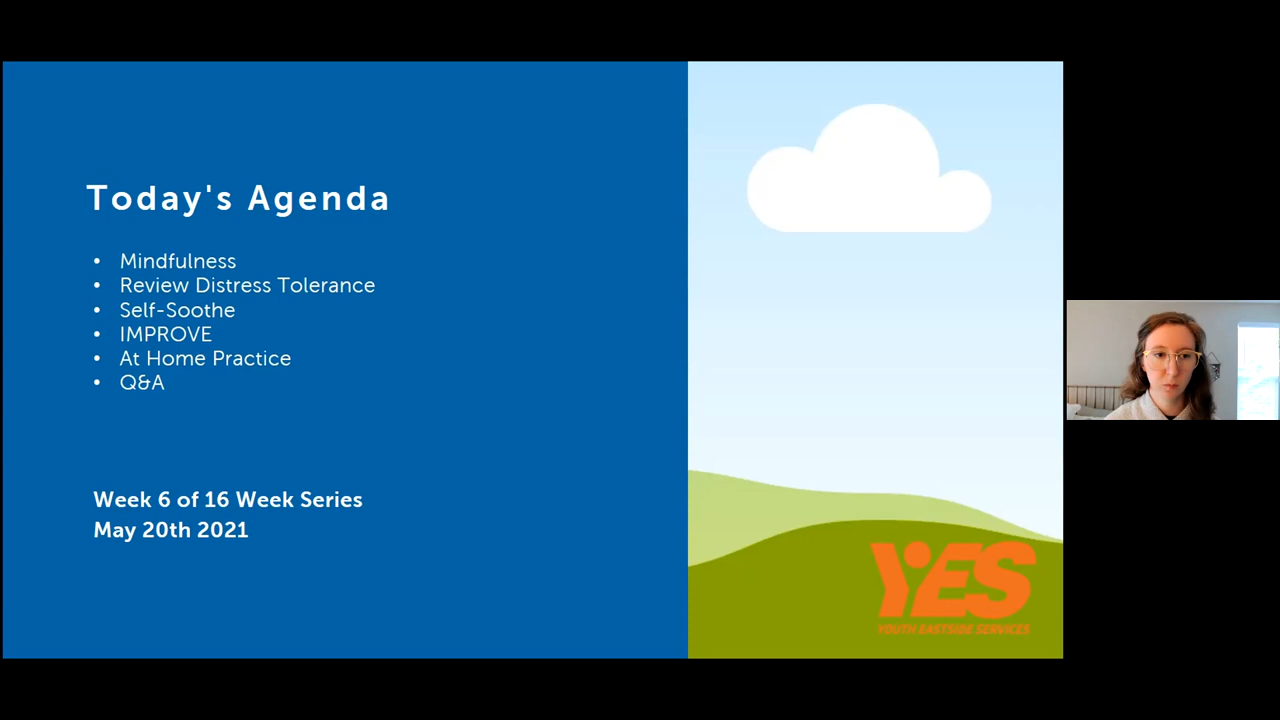 Today's Agenda
• Mindfulness
• Review Distress Tolerance
• Self-Soothe
• IMPROVE
• At Home Practice
• Q&A
Week 6 of 16 Week Series
May 20th 2021
YES
YOUTH EASTSIDE SERVICES